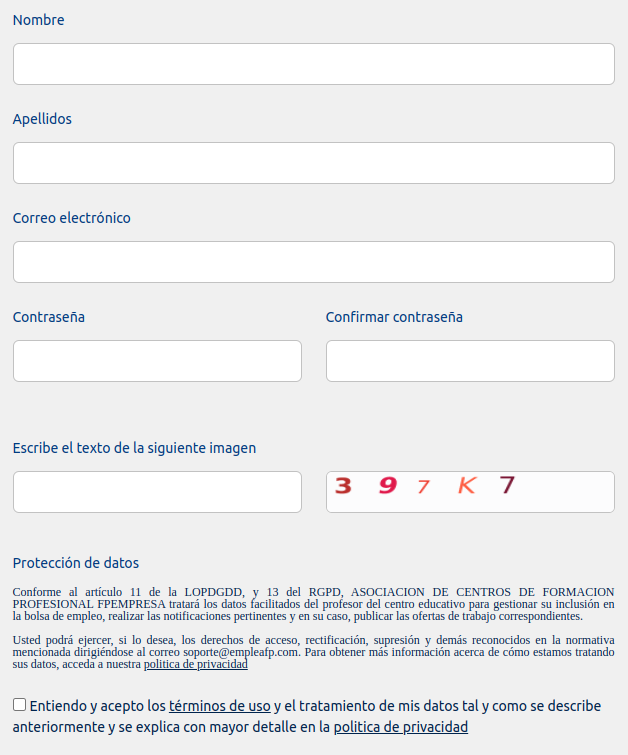 Nombre
Apellidos
Correo electrónico
Contraseña Confirmar contraseña
Escribe el texto de la siguiente imagen
3 9 7 K 7
Protección de datos
Conforme al artículo 11 de la LOPDGDD, y 13 del RGPD, ASOCIACION DE CENTROS DE FORMACION
PROFESIONAL FPEMPRESA tratará los datos facilitados del profesor del centro educativo para gestionar su inclusión en
la bolsa de empleo, realizar las notificaciones pertinentes y en su caso, publicar las ofertas de trabajo correspondientes.
Usted podrá ejercer, si lo desea, los derechos de acceso, rectificación, supresión y demás reconocidos en la normativa
mencionada dirigiéndose al correo soporte@empleafp.com. Para obtener más información acerca de cómo estamos tratando
sus datos, acceda a nuestra politica de privacidad
Entiendo y acepto los términos de uso y el tratamiento de mis datos tal y como se describe
anteriormente y se explica con mayor detalle en la politica de privacidad